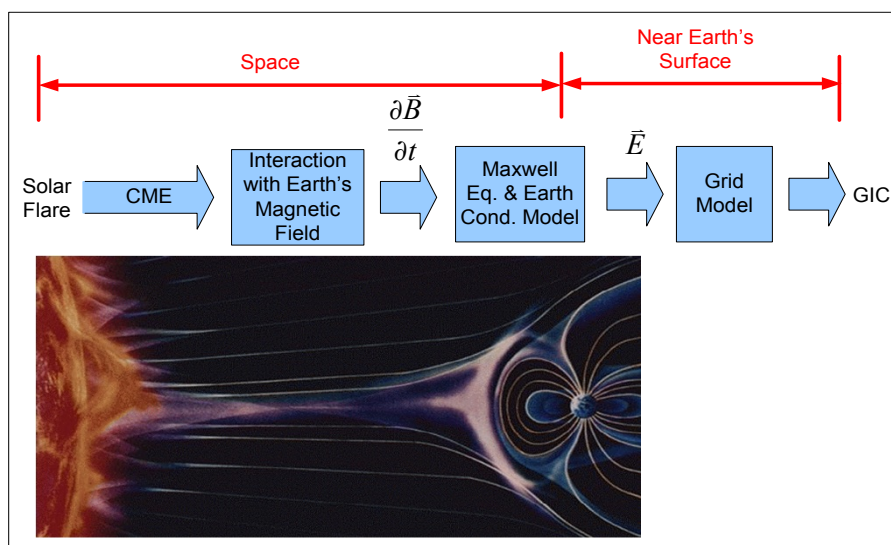 Space
Near Earth's
Surface
∂B⃗
∂t
E⃗
Solar
Flare
CME
Interaction
with Earth's
Magnetic
Field
Maxwell
Eq. & Earth
Cond. Model
Grid
Model
GIC